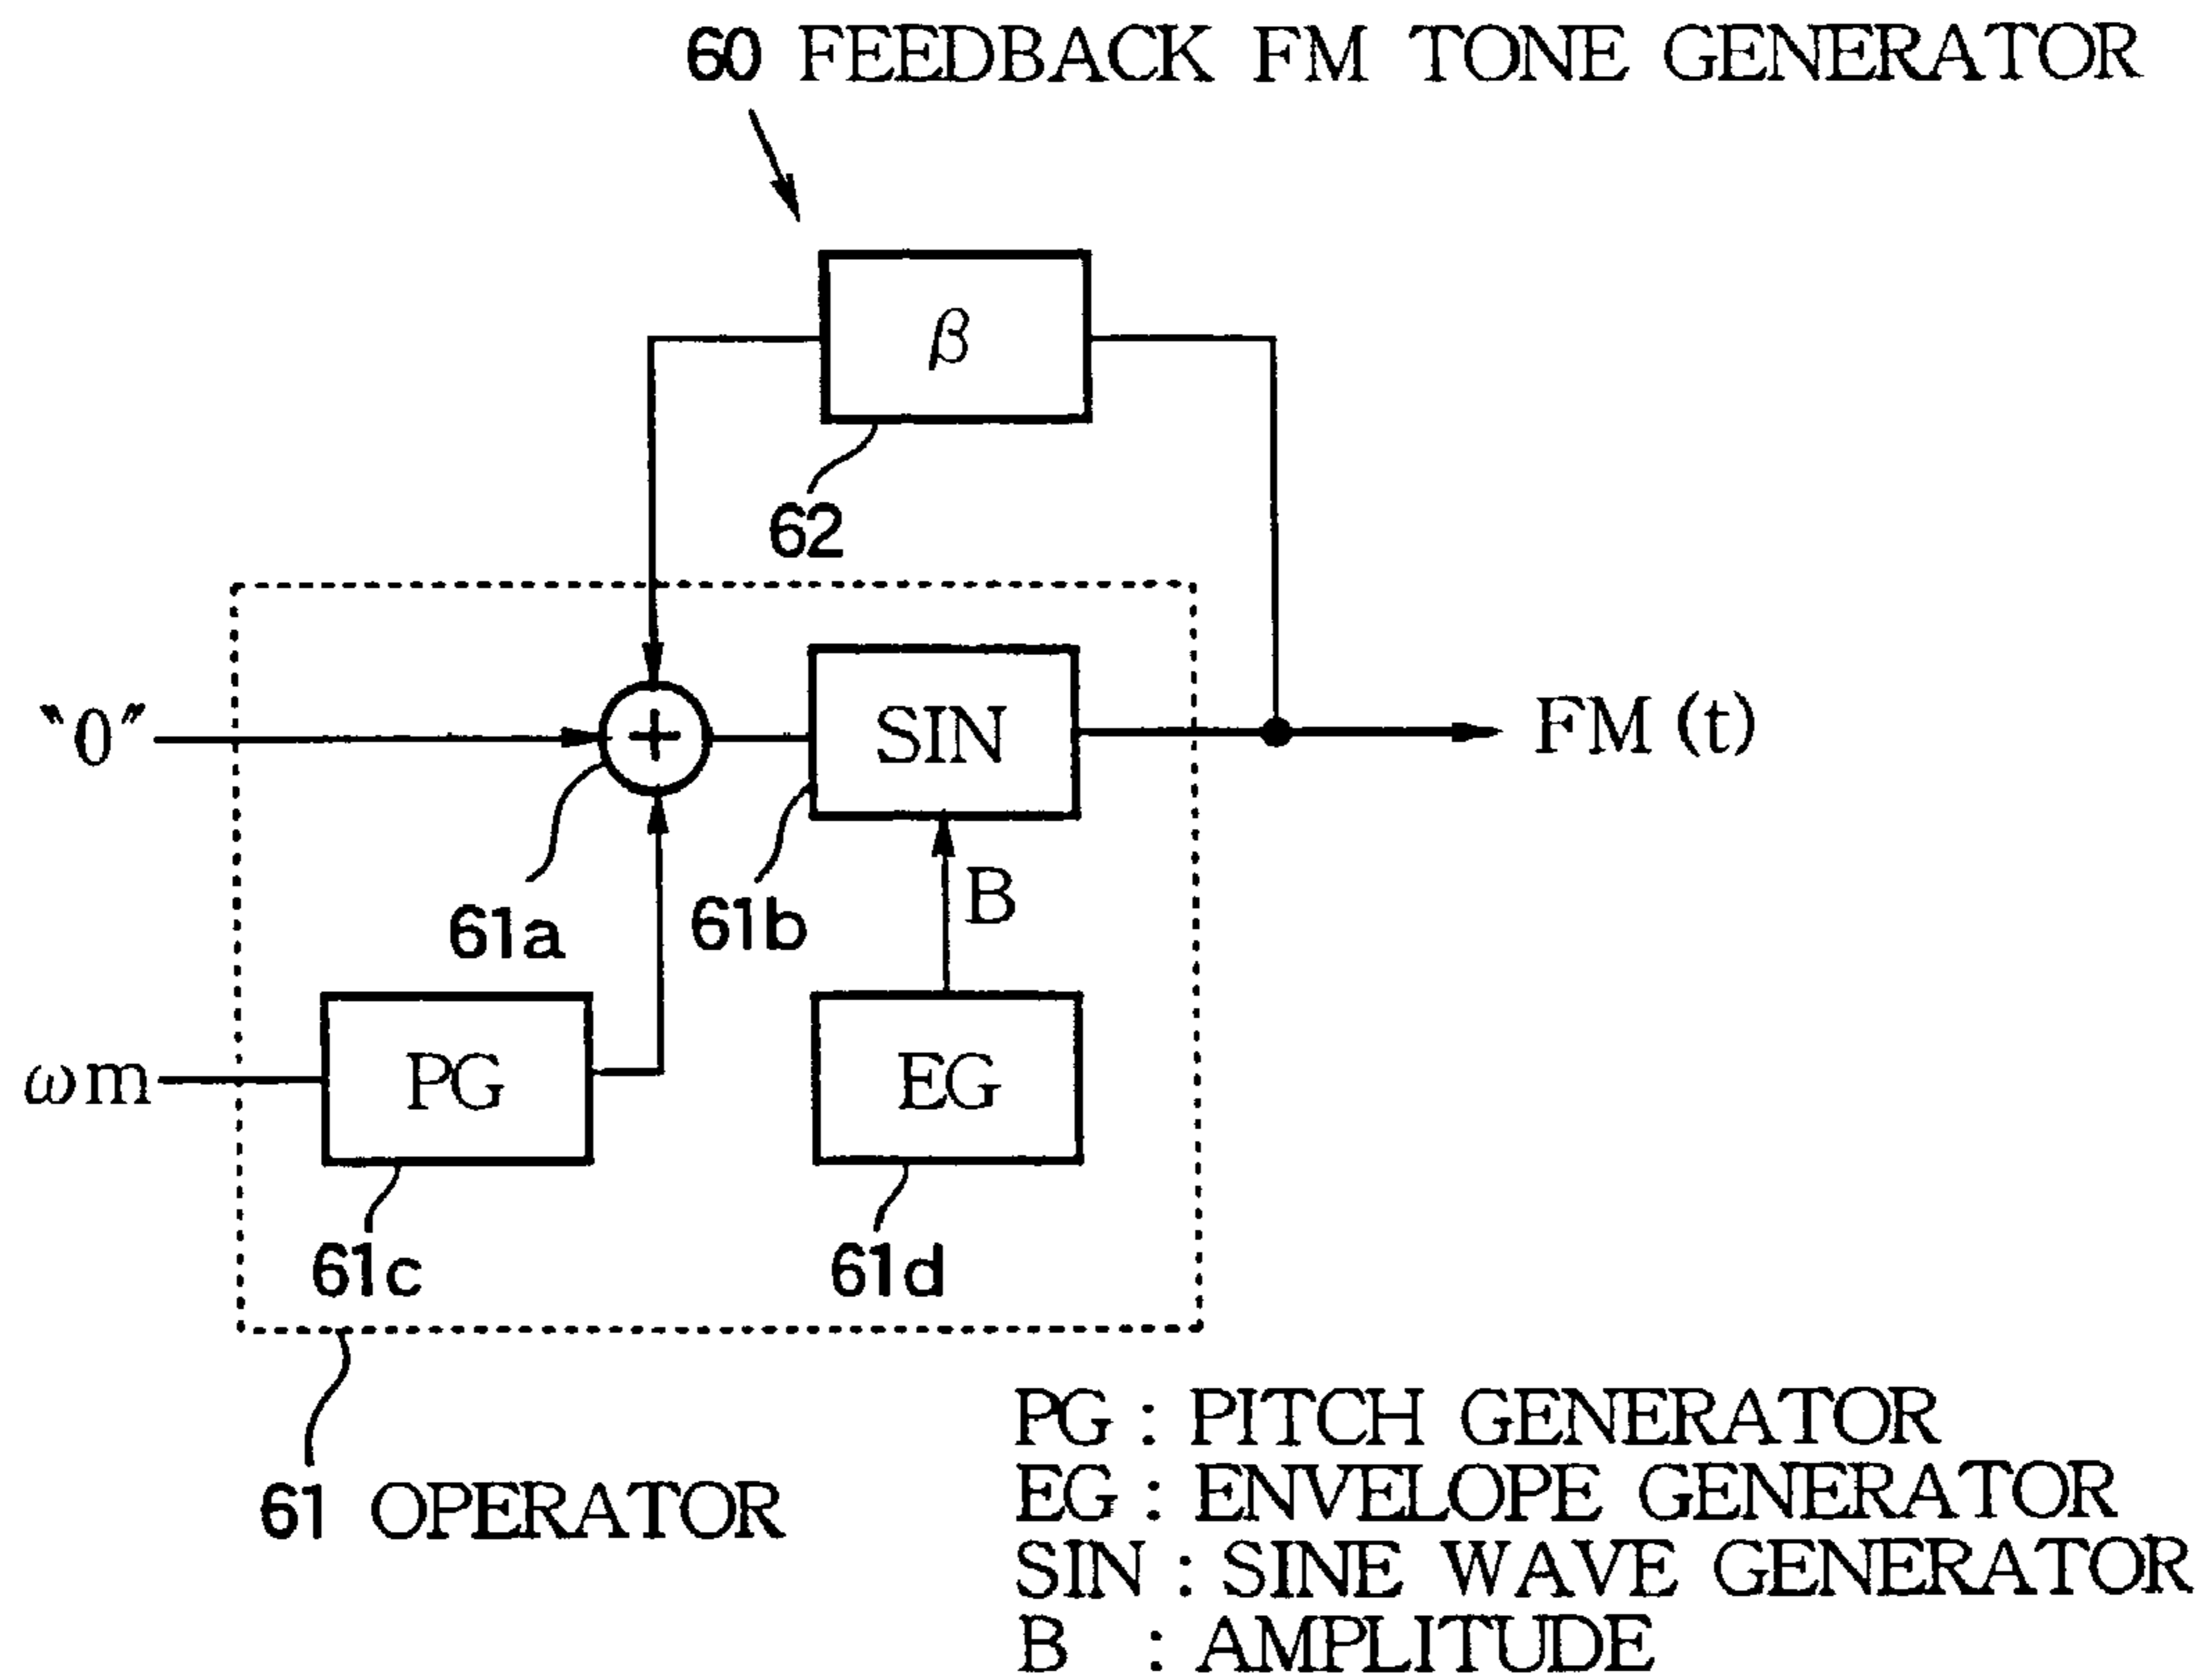 60 FEEDBACK FM TONE GENERATOR
β
62
"0"
SIN
FM (t)
61a
61b
B
ωm
PG
EG
61c
61d
61 OPERATOR
PG : PITCH GENERATOR
EG : ENVELOPE GENERATOR
SIN : SINE WAVE GENERATOR
B : AMPLITUDE